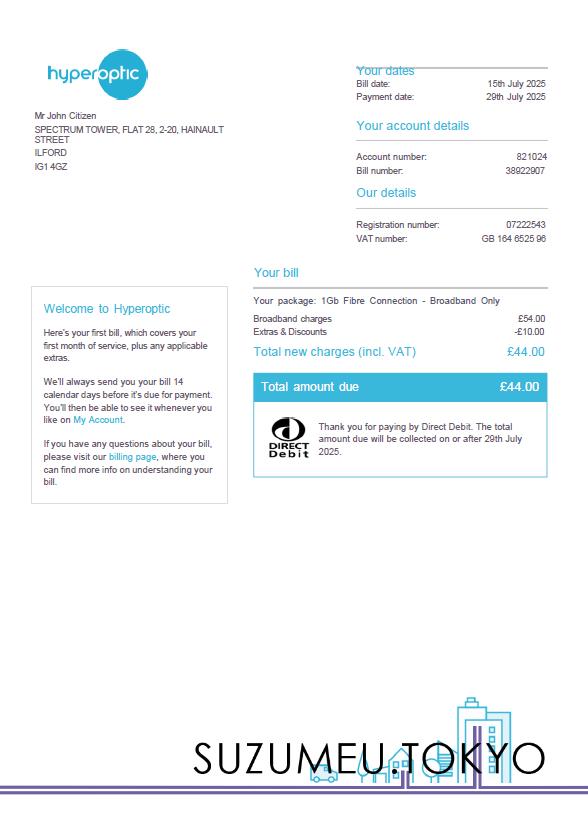 hyperoptic
Mr John Citizen
SPECTRUM TOWER, FLAT 28, 2-20, HAINAULT
STREET
ILFORD
IG1 4GZ
Your dates
Bill date: 15th July 2025
Payment date: 29th July 2025
Your account details
Account number: 821024
Bill number: 38922907
Our details
Registration number: 07222543
VAT number: GB 164 6525 96
Welcome to Hyperoptic
Here's your first bill, which covers your
first month of service, plus any applicable
extras.
We'll always send you your bill 14
calendar days before it's due for payment.
You'll then be able to see it whenever you
like on My Account.
If you have any questions about your bill,
please visit our billing page, where you
can find more info on understanding your
bill.
Your bill
Your package: 1Gb Fibre Connection - Broadband Only
Broadband charges £54.00
Extras & Discounts -£10.00
Total new charges (incl. VAT) £44.00
Total amount due £44.00
DIRECT
Debit
Thank you for paying by Direct Debit. The total
amount due will be collected on or after 29th July
2025.
SUZUMEU.TOKYO